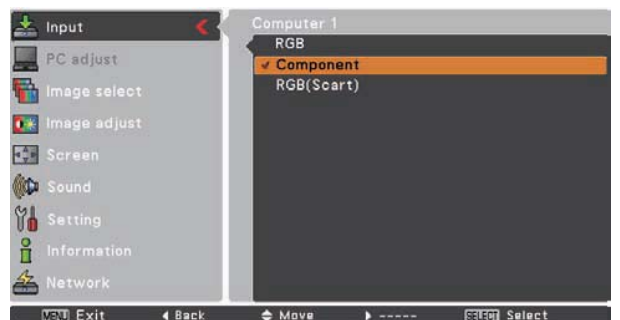 Input
PC adjust
Image select
Image adjust
Screen
Sound
Setting
Information
Network
Computer 1
RGB
Component
RGB(Scart)
MENU Exit
Back
Move
-----
SELECT Select